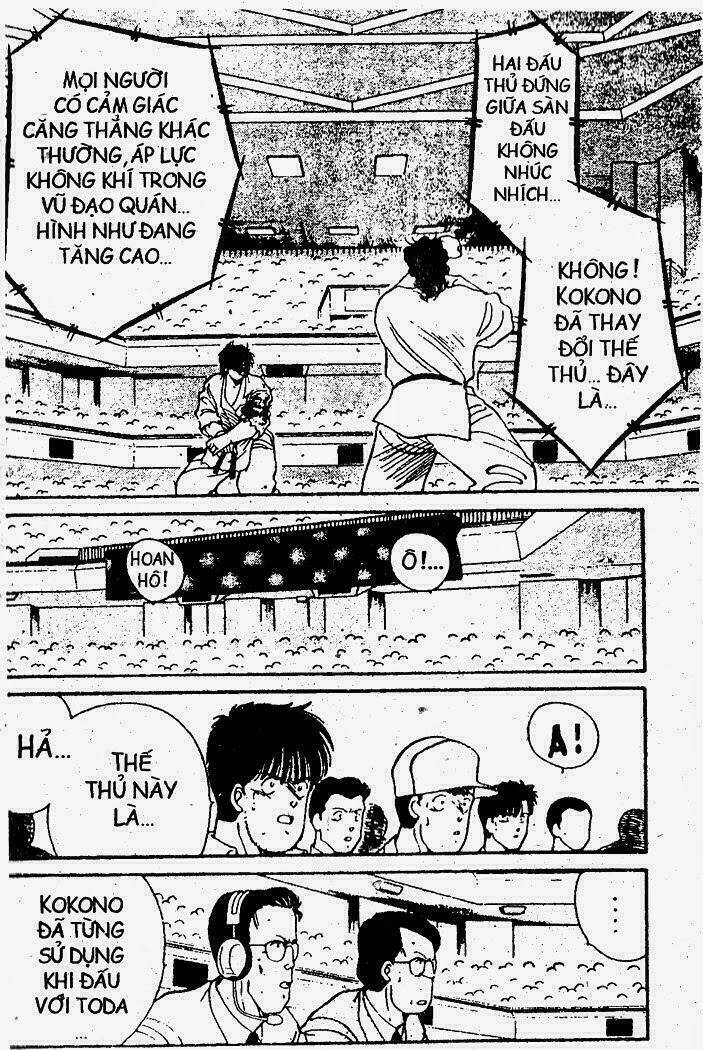 HAI ĐẤU
THỦ ĐỨNG
GIỮA SÀN
ĐẤU
KHÔNG
NHÚC
NHÍCH...
KHÔNG!
KOKONO
ĐÃ THAY
ĐỔI THẾ
THỦ... ĐÂY
LÀ...
MỌI NGƯỜI
CÓ CẢM GIÁC
CĂNG THẲNG KHÁC
THƯỜNG, ÁP LỰC
KHÔNG KHÍ TRONG
VŨ ĐẠO QUÁN...
HÌNH NHƯ ĐANG
TĂNG CAO...
Ô!...
HOAN
HÔ!
A!
THẾ
THỦ NÀY
LÀ...
HẢ...
...
KOKONO
ĐÃ TỪNG
SỬ DỤNG
KHI ĐẤU
VỚI TODA
...